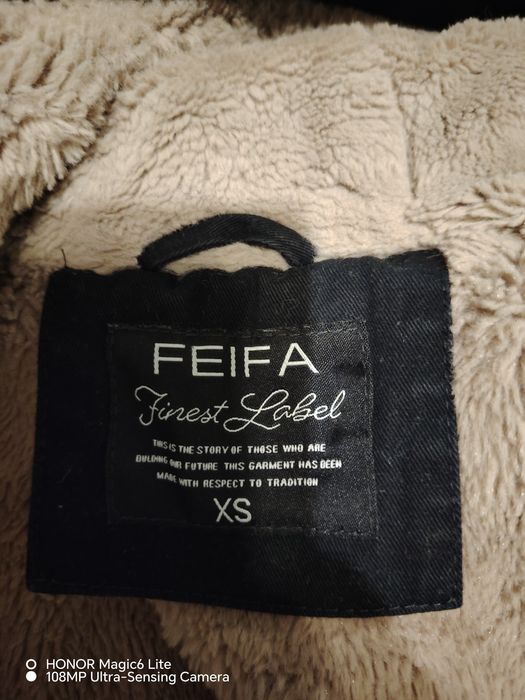 FEIFA
Finest Label
THIS IS THE STORY OF THOSE WHO ARE
BUILDING OUR FUTURE THIS GARMENT HAS BEEN
MADE WITH RESPECT TO TRADITION
XS
HONOR Magic6 Lite
108MP Ultra-Sensing Camera